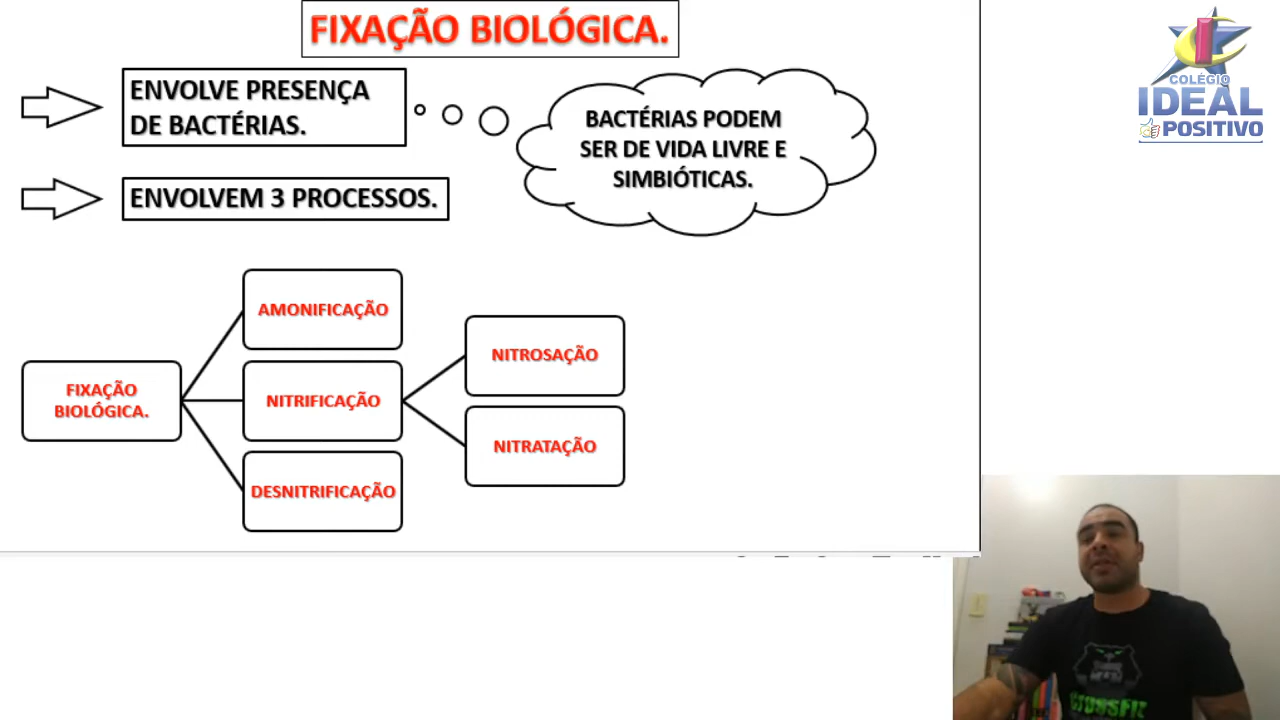 FIXAÇÃO BIOLÓGICA.
COLÉGIO
IDEAL
POSITIVO
ENVOLVE PRESENÇA
DE BACTÉRIAS.
BACTÉRIAS PODEM
SER DE VIDA LIVRE E
SIMBIÓTICAS.
ENVOLVEM 3 PROCESSOS.
AMONIFICAÇÃO
NITROSAÇÃO
FIXAÇÃO
BIOLÓGICA.
NITRIFICAÇÃO
NITRATAÇÃO
DESNITRIFICAÇÃO